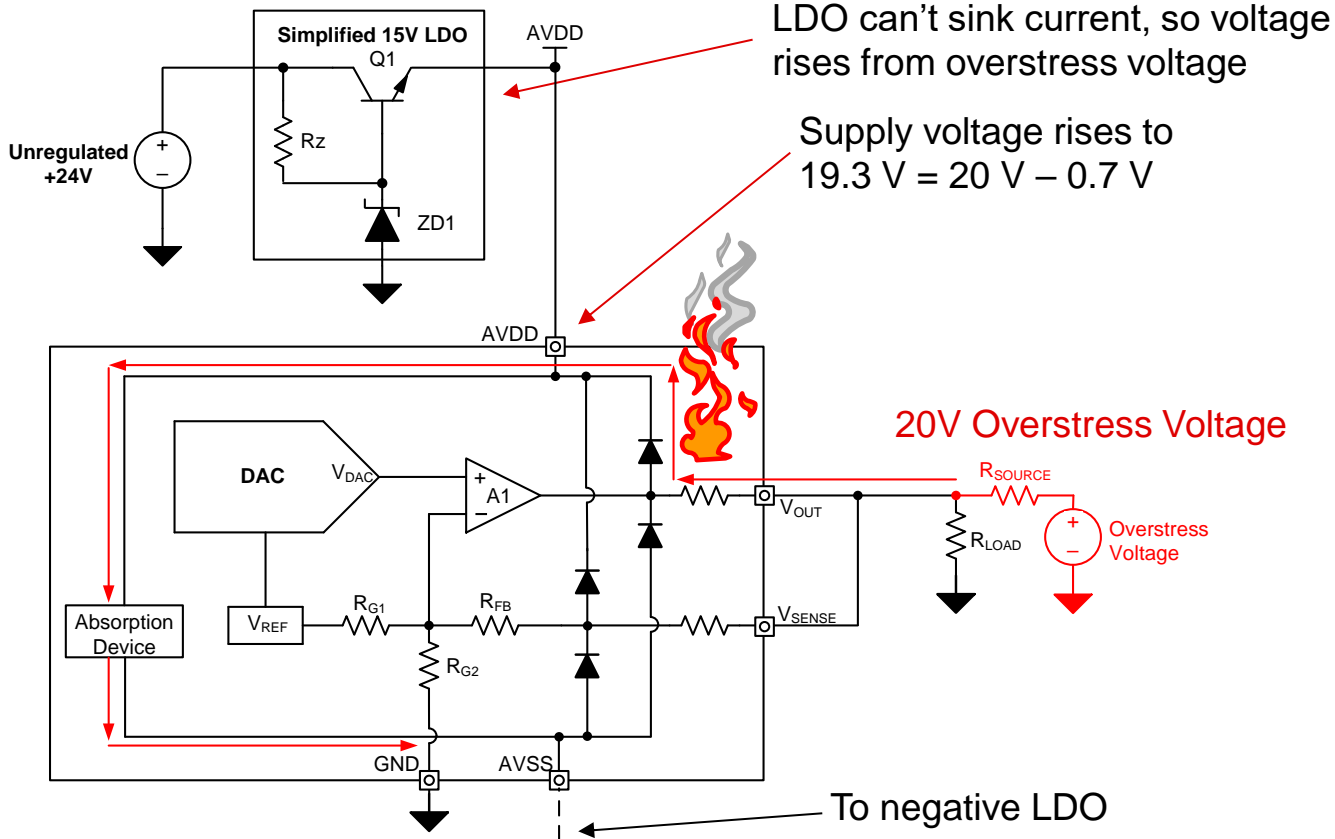 LDO can’t sink current, so voltage
rises from overstress voltage
Simplified 15V LDO
Q1
AVDD
Rz
Unregulated
+24V
+
–
ZD1
Supply voltage rises to
19.3 V = 20 V – 0.7 V
AVDD
20V Overstress Voltage
DAC
VDAC
+
A1
–
VOUT
RSOURCE
+
–
Overstress
Voltage
RLOAD
Absorption
Device
VREF
RG1
RFB
VSENSE
RG2
GND
AVSS
To negative LDO